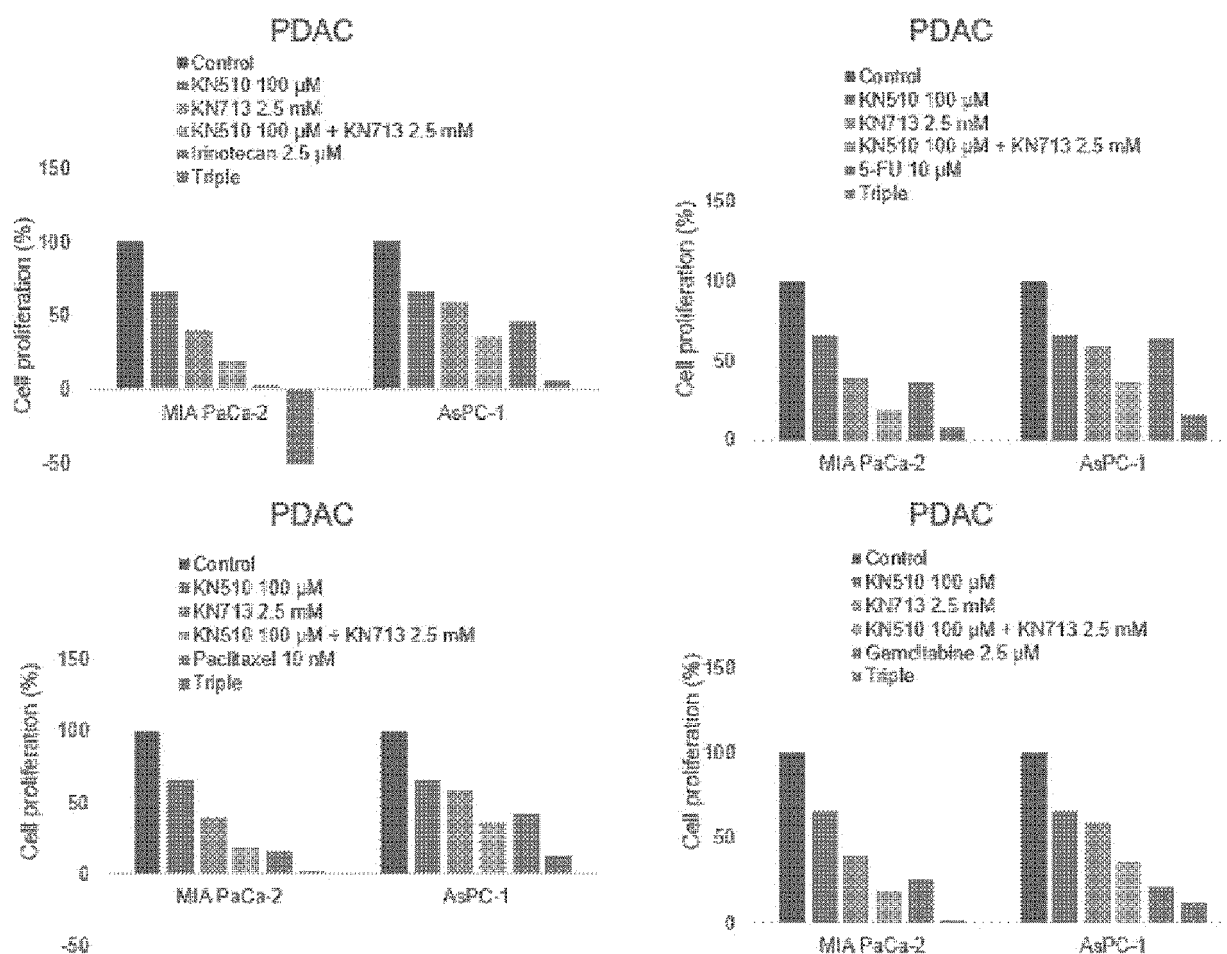 PDAC
Control
KN510 100 µM
KN713 2.5 mM
KN510 100 µM + KN713 2.5 mM
Irinotecan 2.5 µM
Triple
Cell proliferation (%)
150
100
50
0
-50
MIA PaCa-2
AsPC-1
PDAC
Control
KN510 100 µM
KN713 2.5 mM
KN510 100 µM + KN713 2.5 mM
5-FU 10 µM
Triple
Cell proliferation (%)
150
100
50
0
MIA PaCa-2
AsPC-1
PDAC
Control
KN510 100 µM
KN713 2.5 mM
KN510 100 µM + KN713 2.5 mM
Paclitaxel 10 nM
Triple
Cell proliferation (%)
150
100
50
0
-50
MIA PaCa-2
AsPC-1
PDAC
Control
KN510 100 µM
KN713 2.5 mM
KN510 100 µM + KN713 2.5 mM
Gemcitabine 2.5 µM
Triple
Cell proliferation (%)
150
100
50
0
MIA PaCa-2
AsPC-1